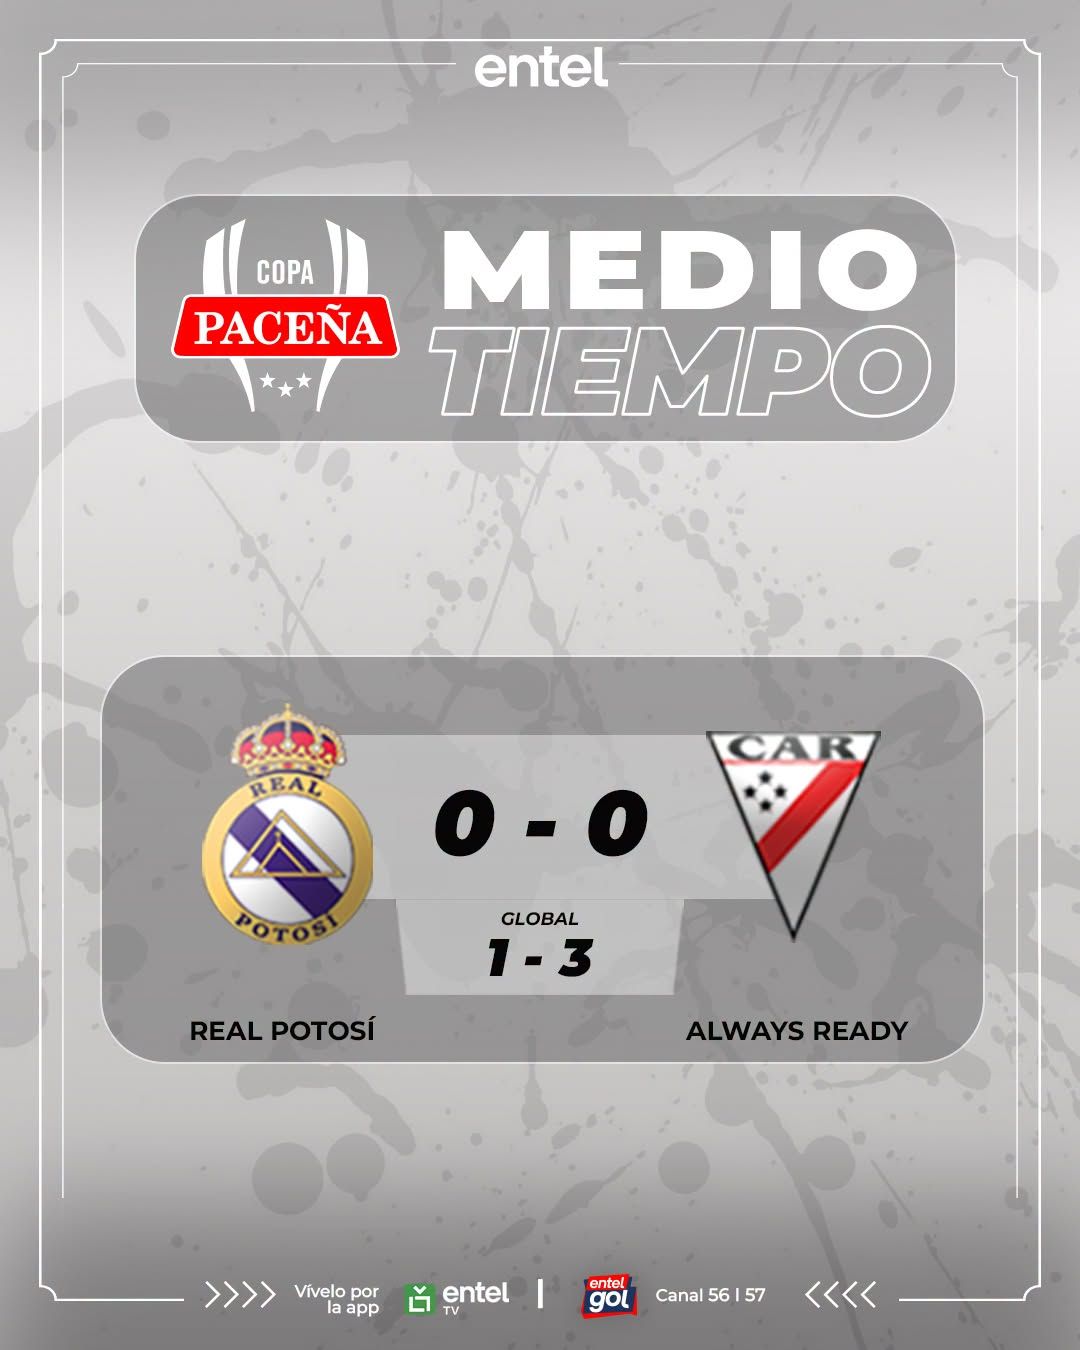 entel
COPA
PACEÑA
MEDIO
TIEMPO
REAL
POTOSI
0 - 0
CAR
GLOBAL
1 - 3
REAL POTOSÍ
ALWAYS READY
Vívelo por
la app
entel
TV
entel
gol
Canal 56 | 57